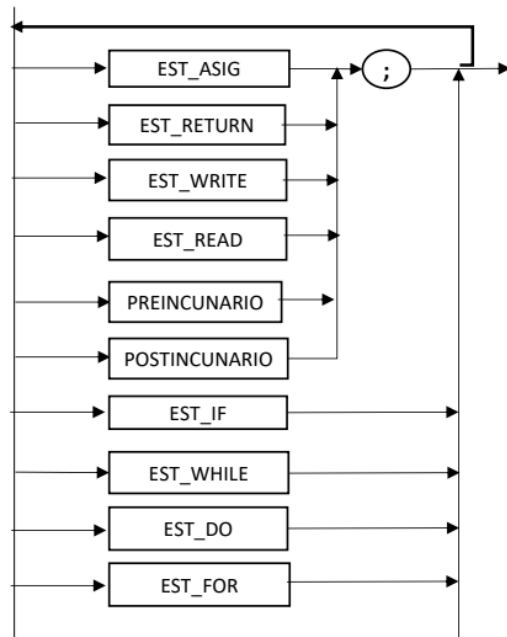 EST_ASIG
;
EST_RETURN
EST_WRITE
EST_READ
PREINCUNARIO
POSTINCUNARIO
EST_IF
EST_WHILE
EST_DO
EST_FOR